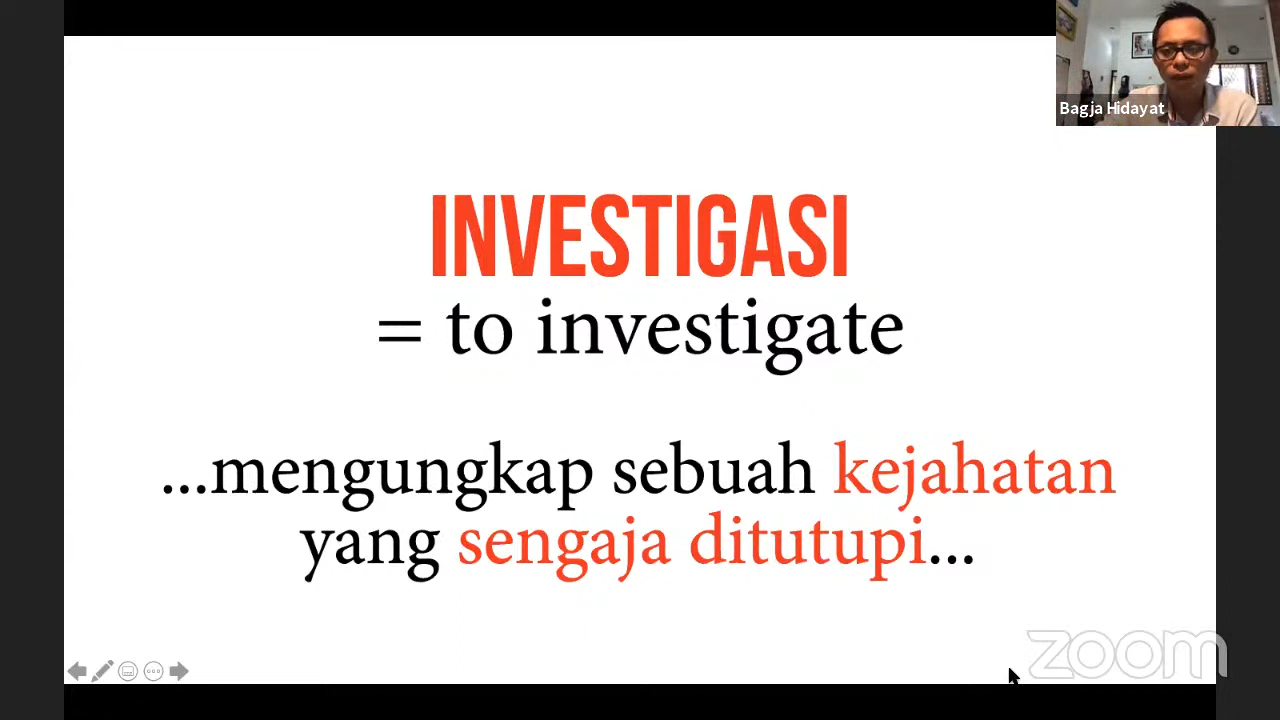 Bagja Hidayat
INVESTIGASI
= to investigate
...mengungkap sebuah kejahatan
yang sengaja ditutupi...
zoom